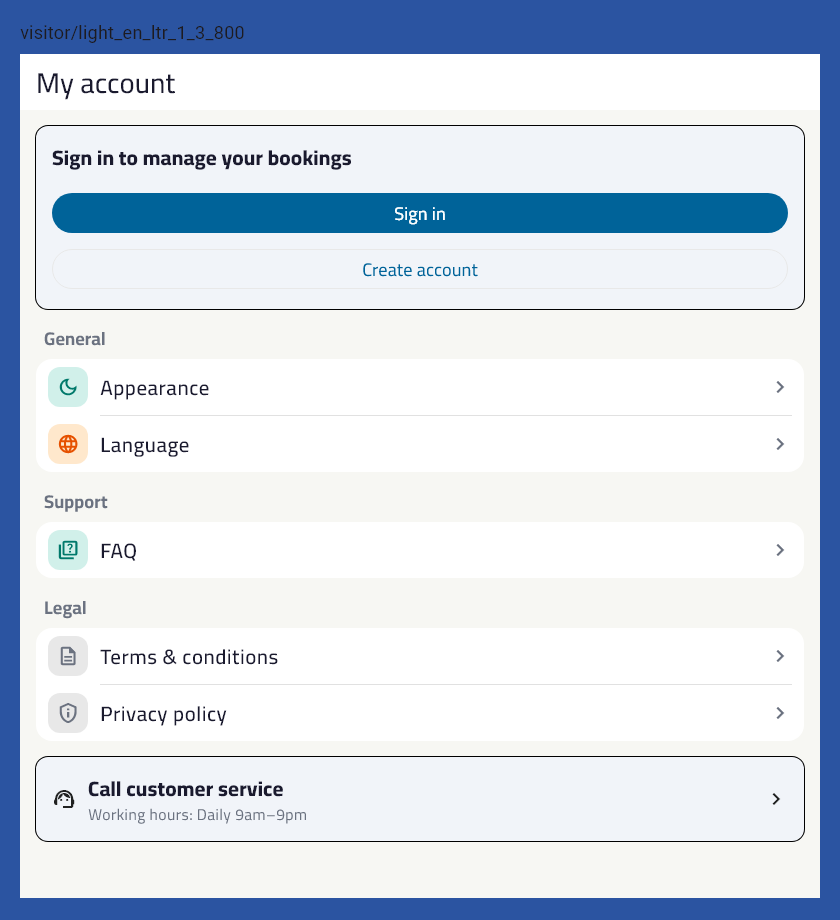 visitor/light_en_ltr_1_3_800
My account
Sign in to manage your bookings
Sign in
Create account
General
Appearance
Language
Support
FAQ
Legal
Terms & conditions
Privacy policy
Call customer service
Working hours: Daily 9am–9pm